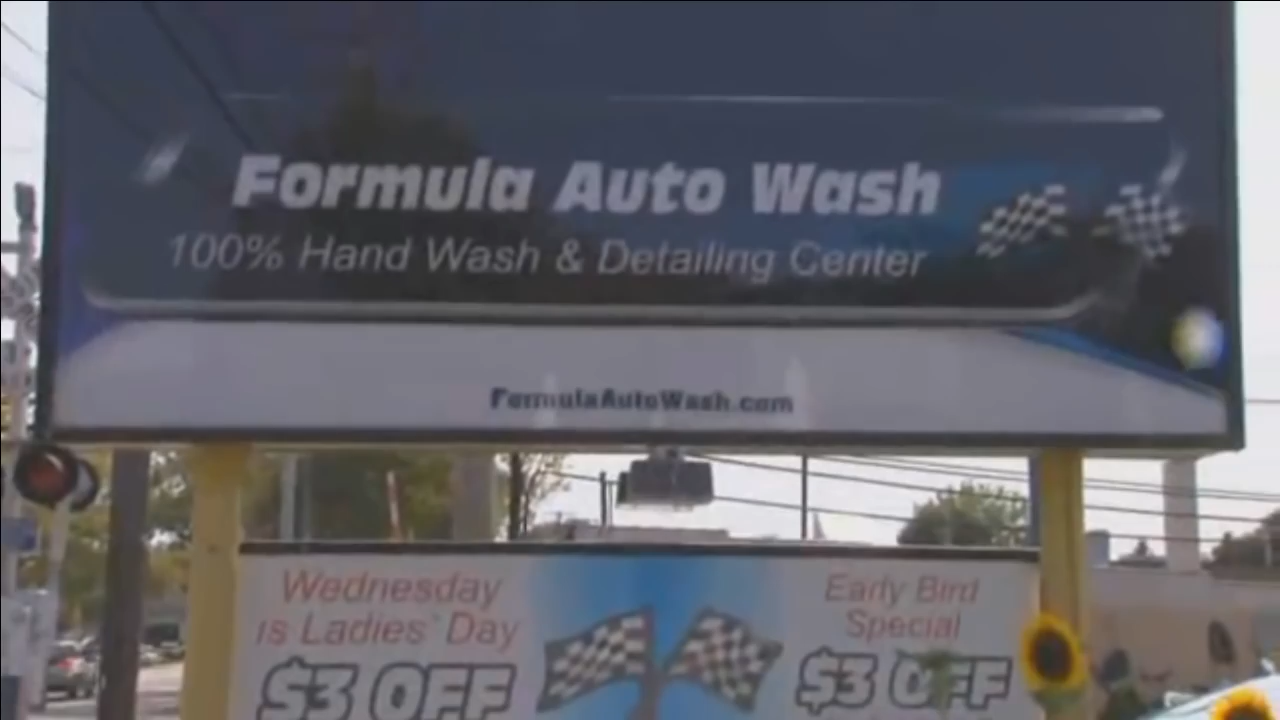 Formula Auto Wash
100% Hand Wash & Detailing Center
FormulaAutoWash.com
Wednesday
is Ladies' Day
$3 OFF
Early Bird
Special
$3 OFF